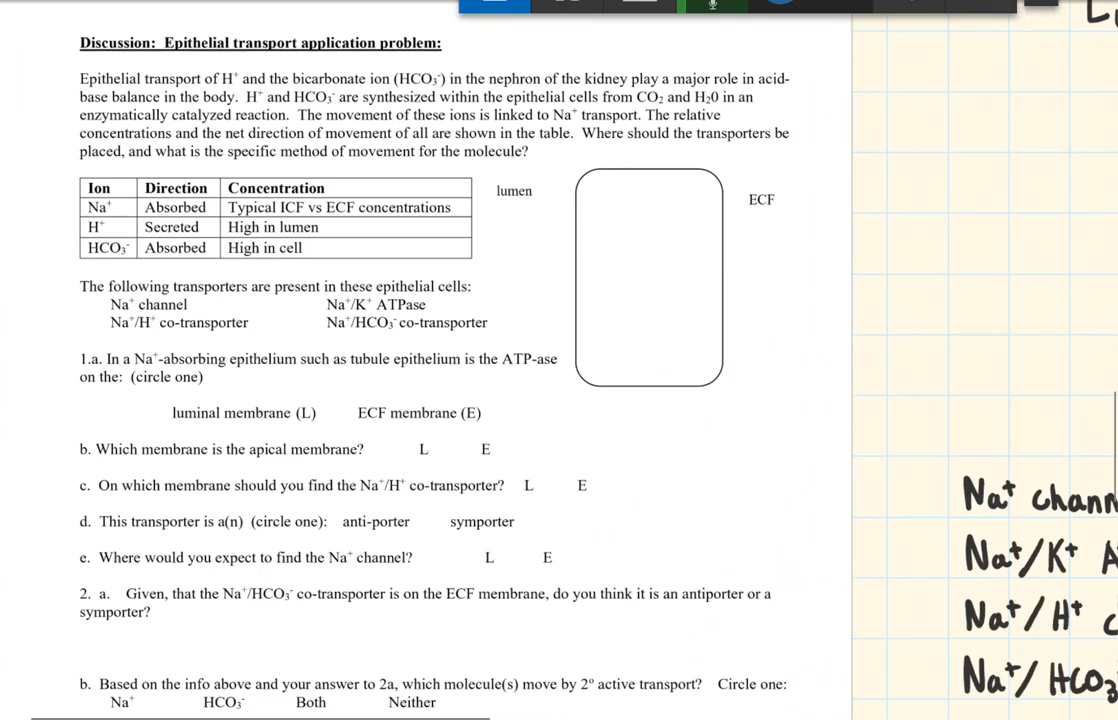 Discussion: Epithelial transport application problem:
Epithelial transport of H⁺ and the bicarbonate ion (HCO₃⁻) in the nephron of the kidney play a major role in acid-
base balance in the body. H⁺ and HCO₃⁻ are synthesized within the epithelial cells from CO₂ and H₂0 in an
enzymatically catalyzed reaction. The movement of these ions is linked to Na⁺ transport. The relative
concentrations and the net direction of movement of all are shown in the table. Where should the transporters be
placed, and what is the specific method of movement for the molecule?
Ion Direction Concentration
Na⁺ Absorbed Typical ICF vs ECF concentrations
H⁺ Secreted High in lumen
HCO₃⁻ Absorbed High in cell
lumen
ECF
The following transporters are present in these epithelial cells:
Na⁺ channel Na⁺/K⁺ ATPase
Na⁺/H⁺ co-transporter Na⁺/HCO₃⁻ co-transporter
1.a. In a Na⁺-absorbing epithelium such as tubule epithelium is the ATP-ase
on the: (circle one)
luminal membrane (L) ECF membrane (E)
b. Which membrane is the apical membrane? L E
c. On which membrane should you find the Na⁺/H⁺ co-transporter? L E
d. This transporter is a(n) (circle one): anti-porter symporter
e. Where would you expect to find the Na⁺ channel? L E
2. a. Given, that the Na⁺/HCO₃⁻ co-transporter is on the ECF membrane, do you think it is an antiporter or a
symporter?
b. Based on the info above and your answer to 2a, which molecule(s) move by 2º active transport? Circle one:
Na⁺ HCO₃⁻ Both Neither
Na⁺ chann
Na⁺/K⁺ A
Na⁺/H⁺ c
Na⁺/HCO₃